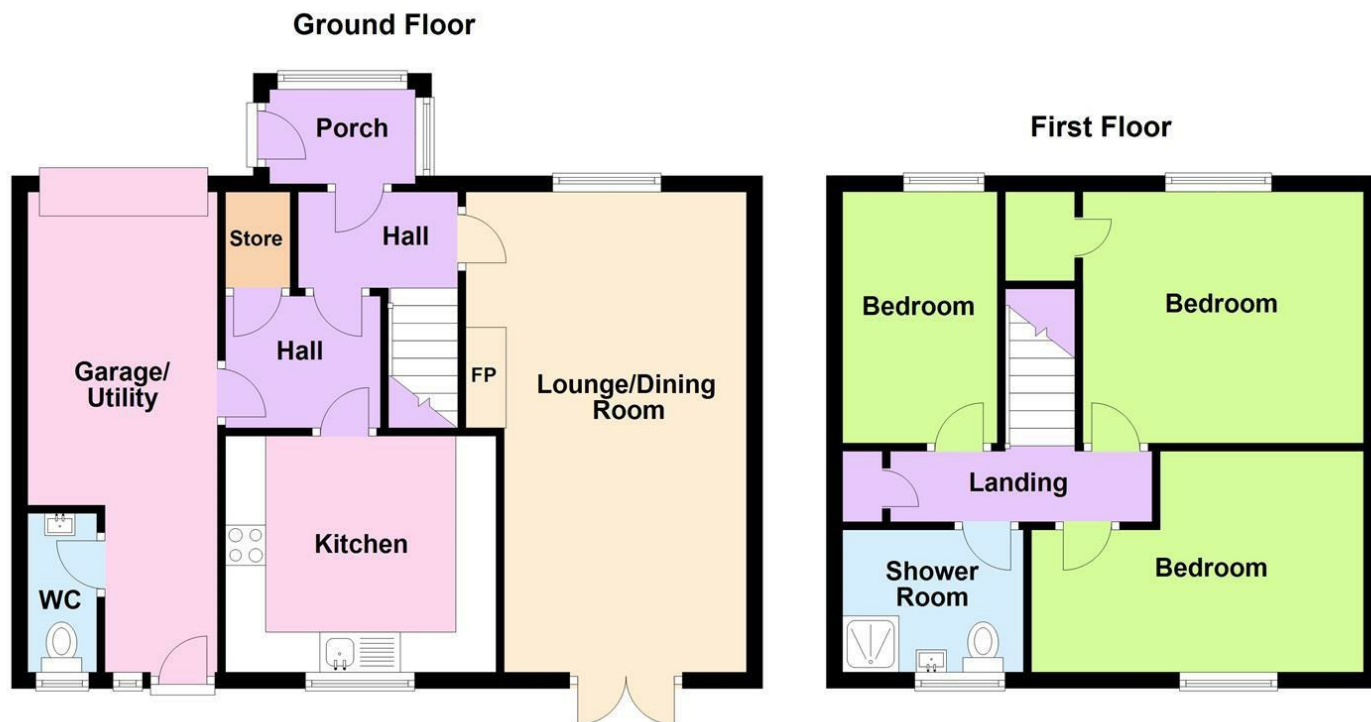 Ground Floor
Porch
Store
Hall
Hall
Garage/
Utility
FP
Lounge/Dining
Room
Kitchen
WC
First Floor
Bedroom
Bedroom
Landing
Shower
Room
Bedroom